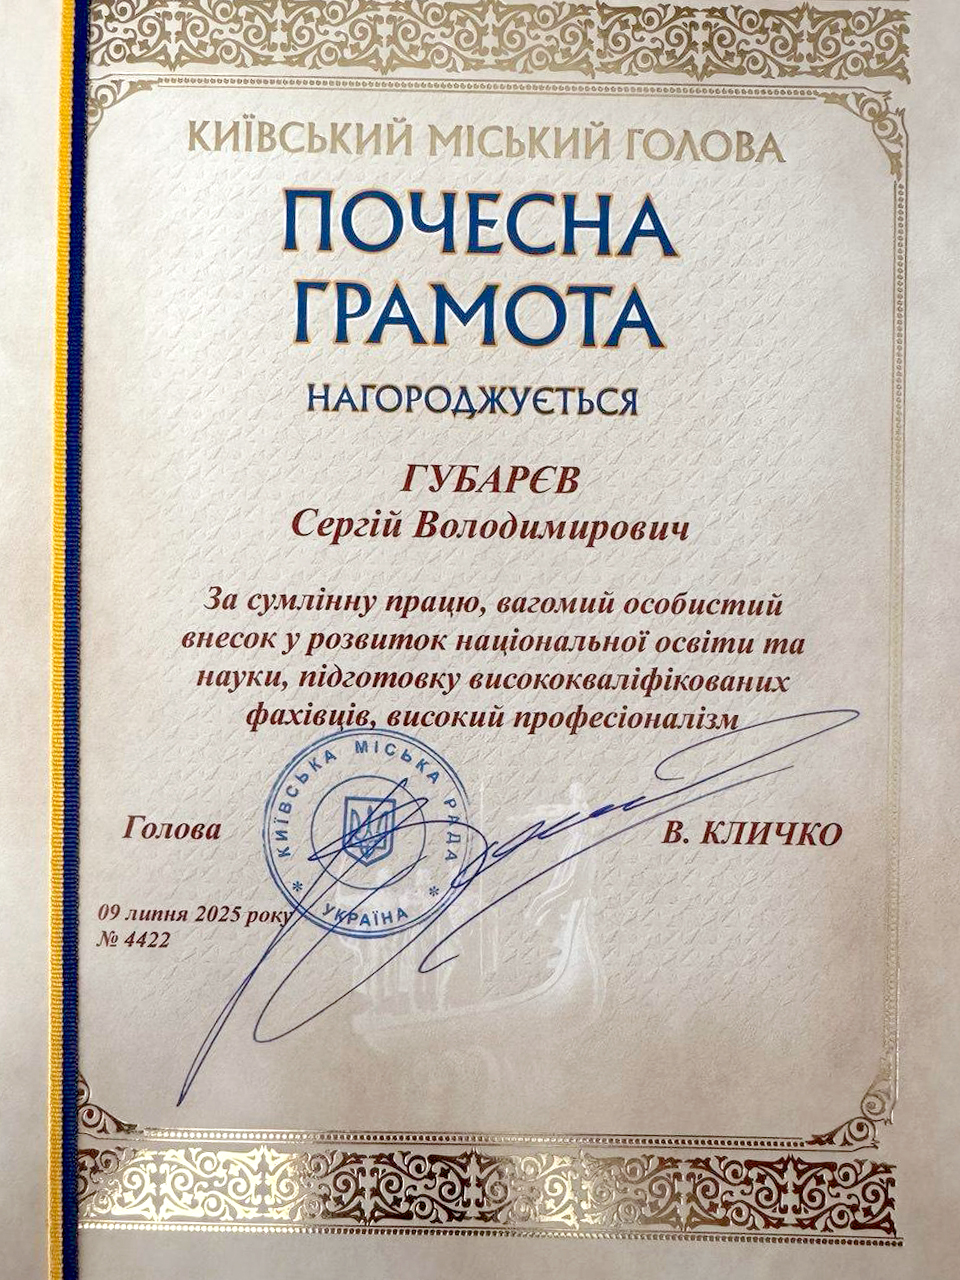 КИЇВСЬКИЙ МІСЬКИЙ ГОЛОВА
ПОЧЕСНА
ГРАМОТА
НАГОРОДЖУЄТЬСЯ
ГУБАРЄВ
Сергій Володимирович
За сумлінну працю, вагомий особистий
внесок у розвиток національної освіти та
науки, підготовку висококваліфікованих
фахівців, високий професіоналізм
КИЇВСЬКА МІСЬКА РАДА
* УКРАЇНА *
Голова
В. КЛИЧКО
09 липня 2025 року
№ 4422